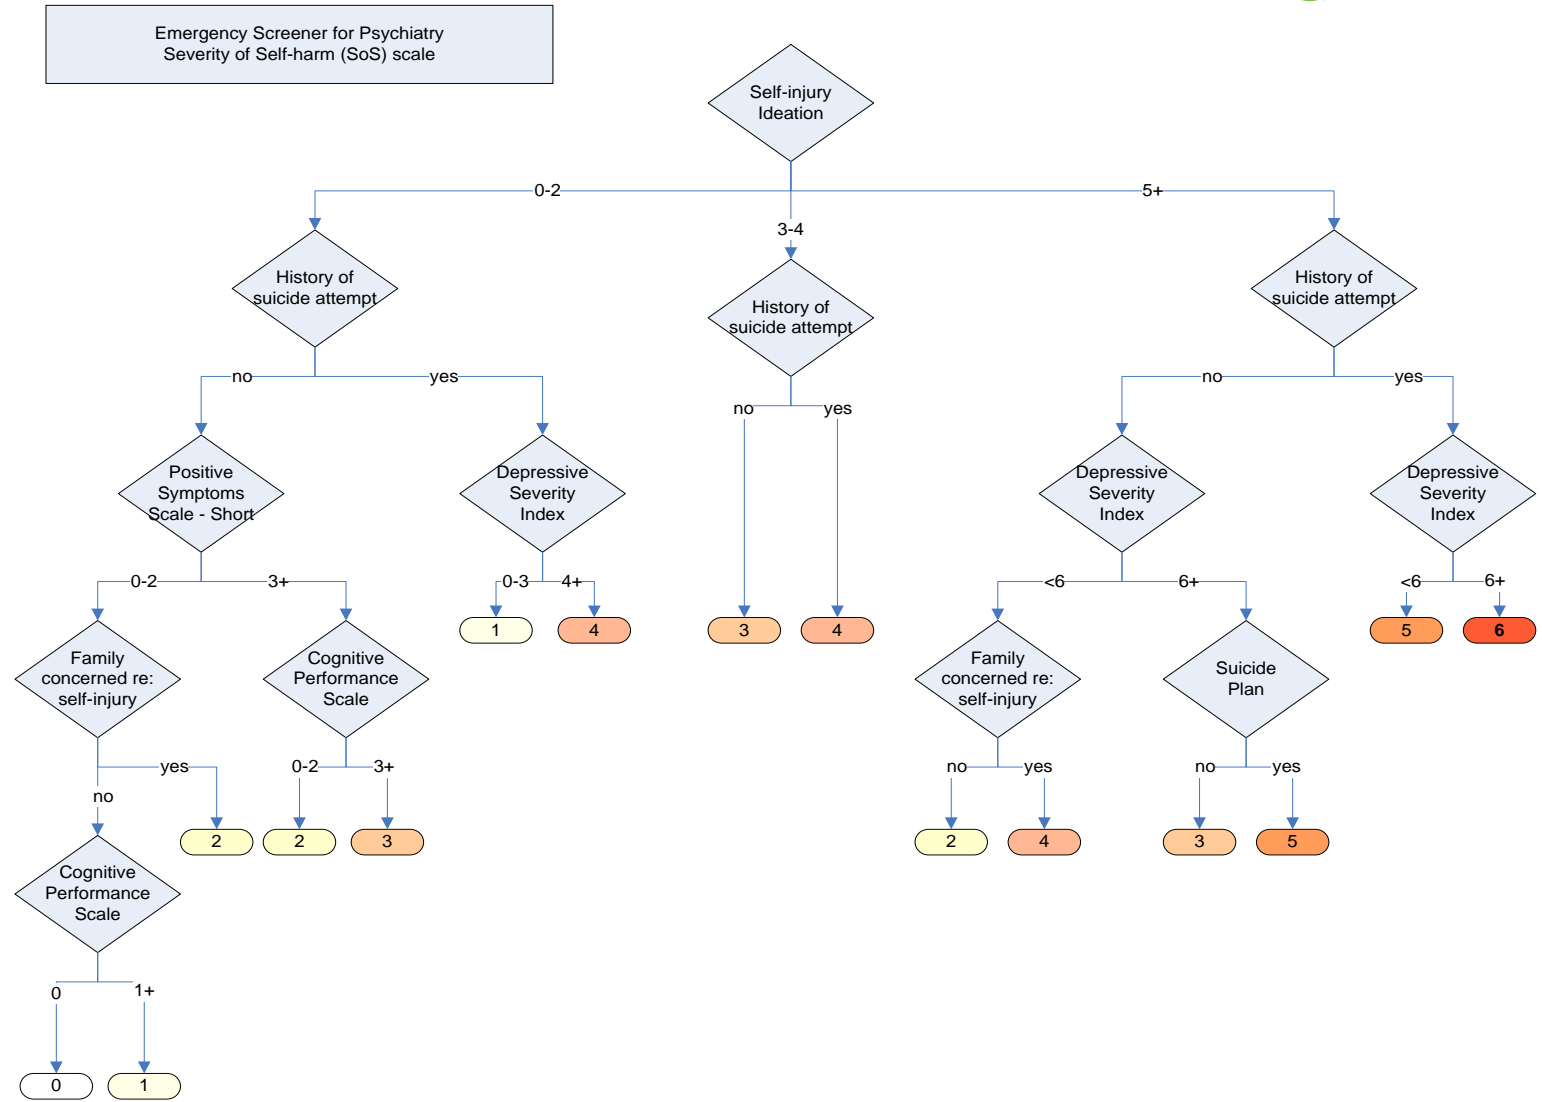 Emergency Screener for Psychiatry
Severity of Self-harm (SoS) scale
Self-injury
Ideation
0-2
5+
3-4
History of
suicide attempt
History of
suicide attempt
History of
suicide attempt
no
yes
no
yes
no
yes
Positive
Symptoms
Scale - Short
Depressive
Severity
Index
Depressive
Severity
Index
Depressive
Severity
Index
0-2
3+
0-3
4+
<6
6+
<6
6+
1
4
3
4
5
6
Family
concerned re:
self-injury
Cognitive
Performance
Scale
Family
concerned re:
self-injury
Suicide
Plan
yes
no
0-2
3+
no
yes
no
yes
2
2
3
2
4
3
5
Cognitive
Performance
Scale
0
1+
0
1